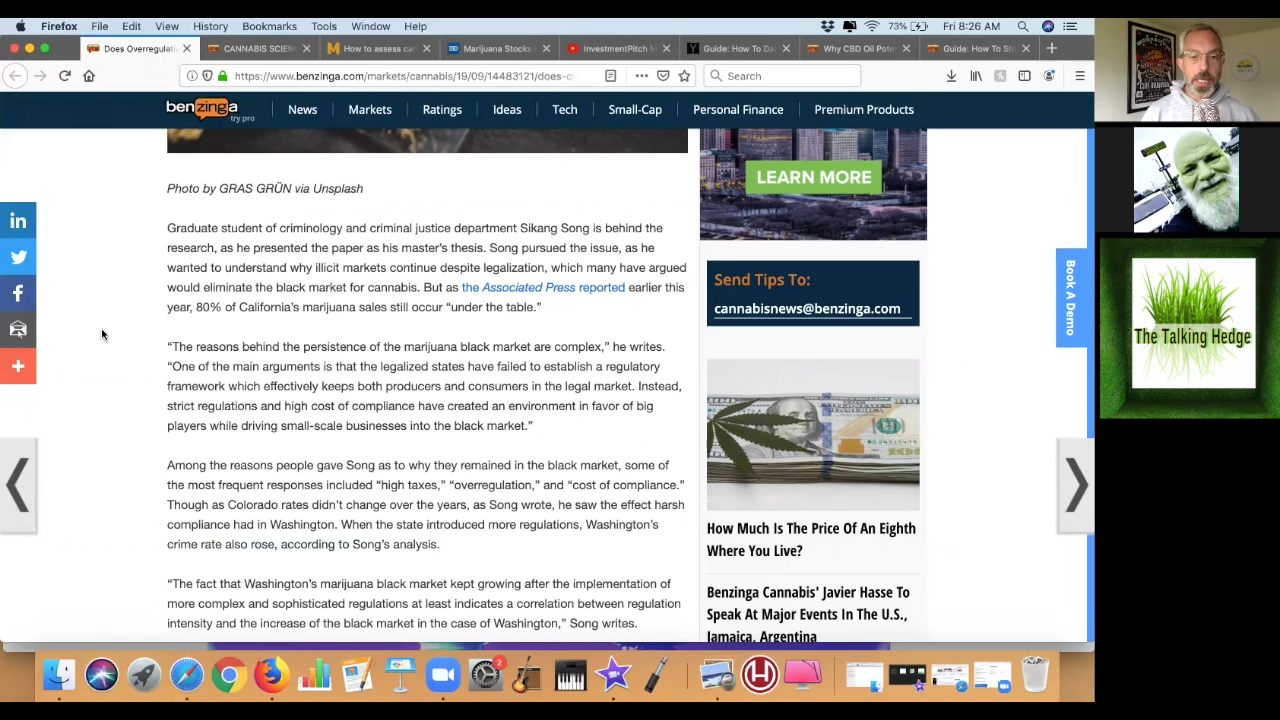 Firefox File Edit View History Bookmarks Tools Window Help
73% Fri 8:26 AM
Does Overregulati
CANNABIS SCIEN
How to assess can
Marijuana Stocks
InvestmentPitch M
Guide: How To Da
Why CBD Oil Pote
Guide: How To Sto
https://www.benzinga.com/markets/cannabis/19/09/14483121/does-ov
Search
benzinga
try pro
News Markets Ratings Ideas Tech Small-Cap Personal Finance Premium Products
Photo by GRAS GRÜN via Unsplash
Graduate student of criminology and criminal justice department Sikang Song is behind the
research, as he presented the paper as his master's thesis. Song pursued the issue, as he
wanted to understand why illicit markets continue despite legalization, which many have argued
would eliminate the black market for cannabis. But as the Associated Press reported earlier this
year, 80% of California's marijuana sales still occur “under the table.”
“The reasons behind the persistence of the marijuana black market are complex,” he writes.
“One of the main arguments is that the legalized states have failed to establish a regulatory
framework which effectively keeps both producers and consumers in the legal market. Instead,
strict regulations and high cost of compliance have created an environment in favor of big
players while driving small-scale businesses into the black market.”
Among the reasons people gave Song as to why they remained in the black market, some of
the most frequent responses included “high taxes,” “overregulation,” and “cost of compliance.”
Though as Colorado rates didn't change over the years, as Song wrote, he saw the effect harsh
compliance had in Washington. When the state introduced more regulations, Washington's
crime rate also rose, according to Song's analysis.
“The fact that Washington's marijuana black market kept growing after the implementation of
more complex and sophisticated regulations at least indicates a correlation between regulation
intensity and the increase of the black market in the case of Washington,” Song writes.
LEARN MORE
Send Tips To:
cannabisnews@benzinga.com
How Much Is The Price Of An Eighth
Where You Live?
Benzinga Cannabis' Javier Hasse To
Speak At Major Events In The U.S.,
Jamaica, Argentina
Book A Demo
The Talking Hedge
2